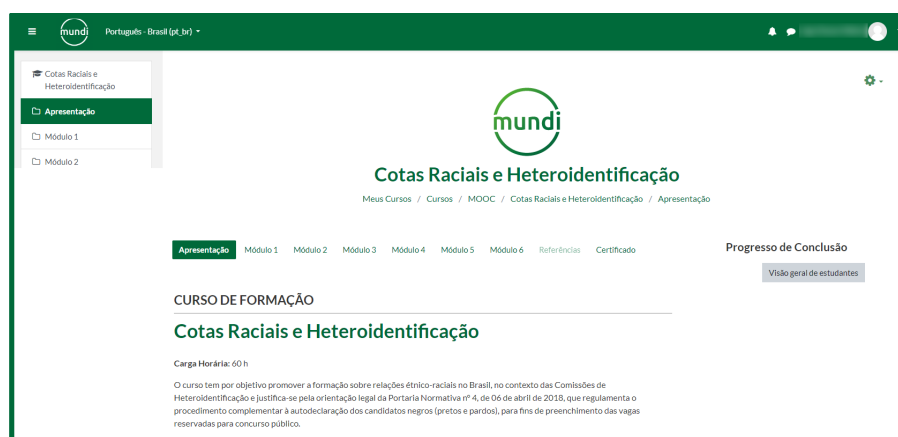 mundi
Português - Brasil (pt_br)
Cotas Raciais e
Heteroidentificação
Apresentação
Módulo 1
Módulo 2
mundi
Cotas Raciais e Heteroidentificação
Meus Cursos / Cursos / MOOC / Cotas Raciais e Heteroidentificação / Apresentação
Apresentação Módulo 1 Módulo 2 Módulo 3 Módulo 4 Módulo 5 Módulo 6 Referências Certificado
Progresso de Conclusão
Visão geral de estudantes
CURSO DE FORMAÇÃO
Cotas Raciais e Heteroidentificação
Carga Horária: 60 h
O curso tem por objetivo promover a formação sobre relações étnico-raciais no Brasil, no contexto das Comissões de
Heteroidentificação e justifica-se pela orientação legal da Portaria Normativa nº 4, de 06 de abril de 2018, que regulamenta o
procedimento complementar à autodeclaração dos candidatos negros (pretos e pardos), para fins de preenchimento das vagas
reservadas para concurso público.